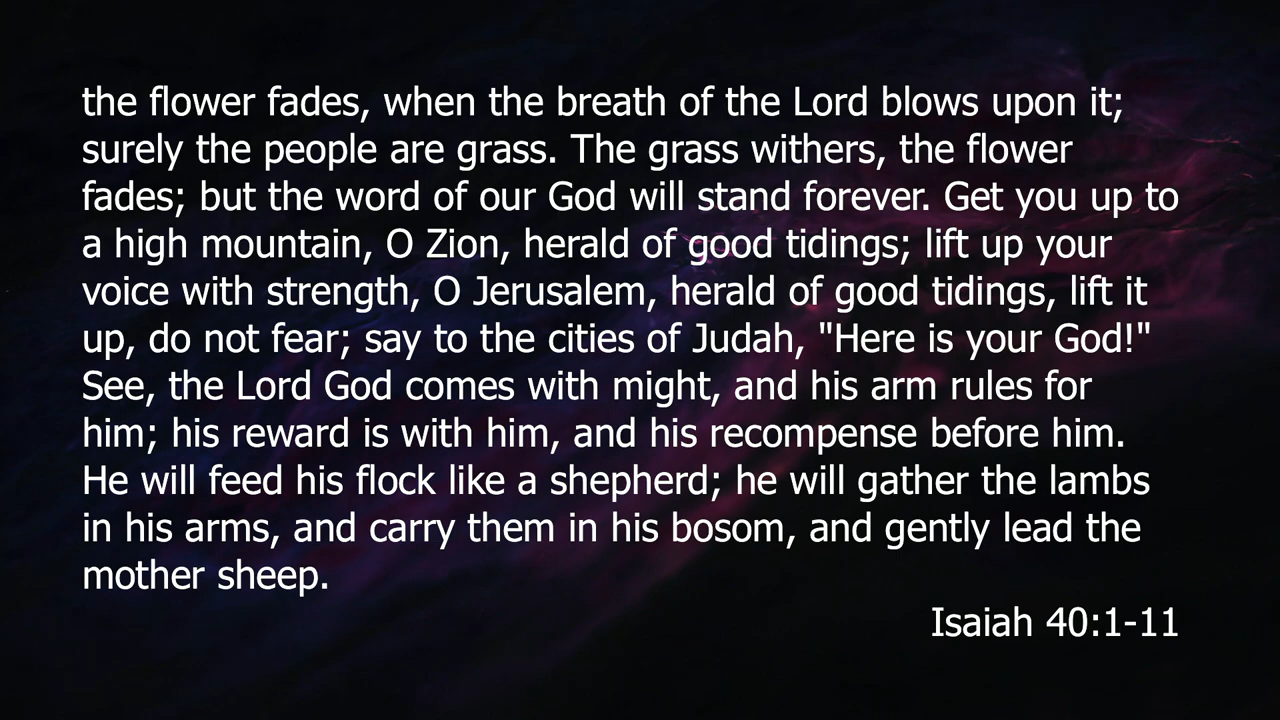 the flower fades, when the breath of the Lord blows upon it;
surely the people are grass. The grass withers, the flower
fades; but the word of our God will stand forever. Get you up to
a high mountain, O Zion, herald of good tidings; lift up your
voice with strength, O Jerusalem, herald of good tidings, lift it
up, do not fear; say to the cities of Judah, "Here is your God!"
See, the Lord God comes with might, and his arm rules for
him; his reward is with him, and his recompense before him.
He will feed his flock like a shepherd; he will gather the lambs
in his arms, and carry them in his bosom, and gently lead the
mother sheep.
Isaiah 40:1-11